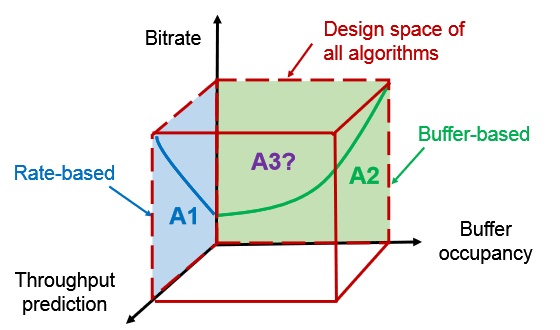 Bitrate
Design space of
all algorithms
Buffer-based
A3?
A2
Rate-based
A1
Buffer
occupancy
Throughput
prediction